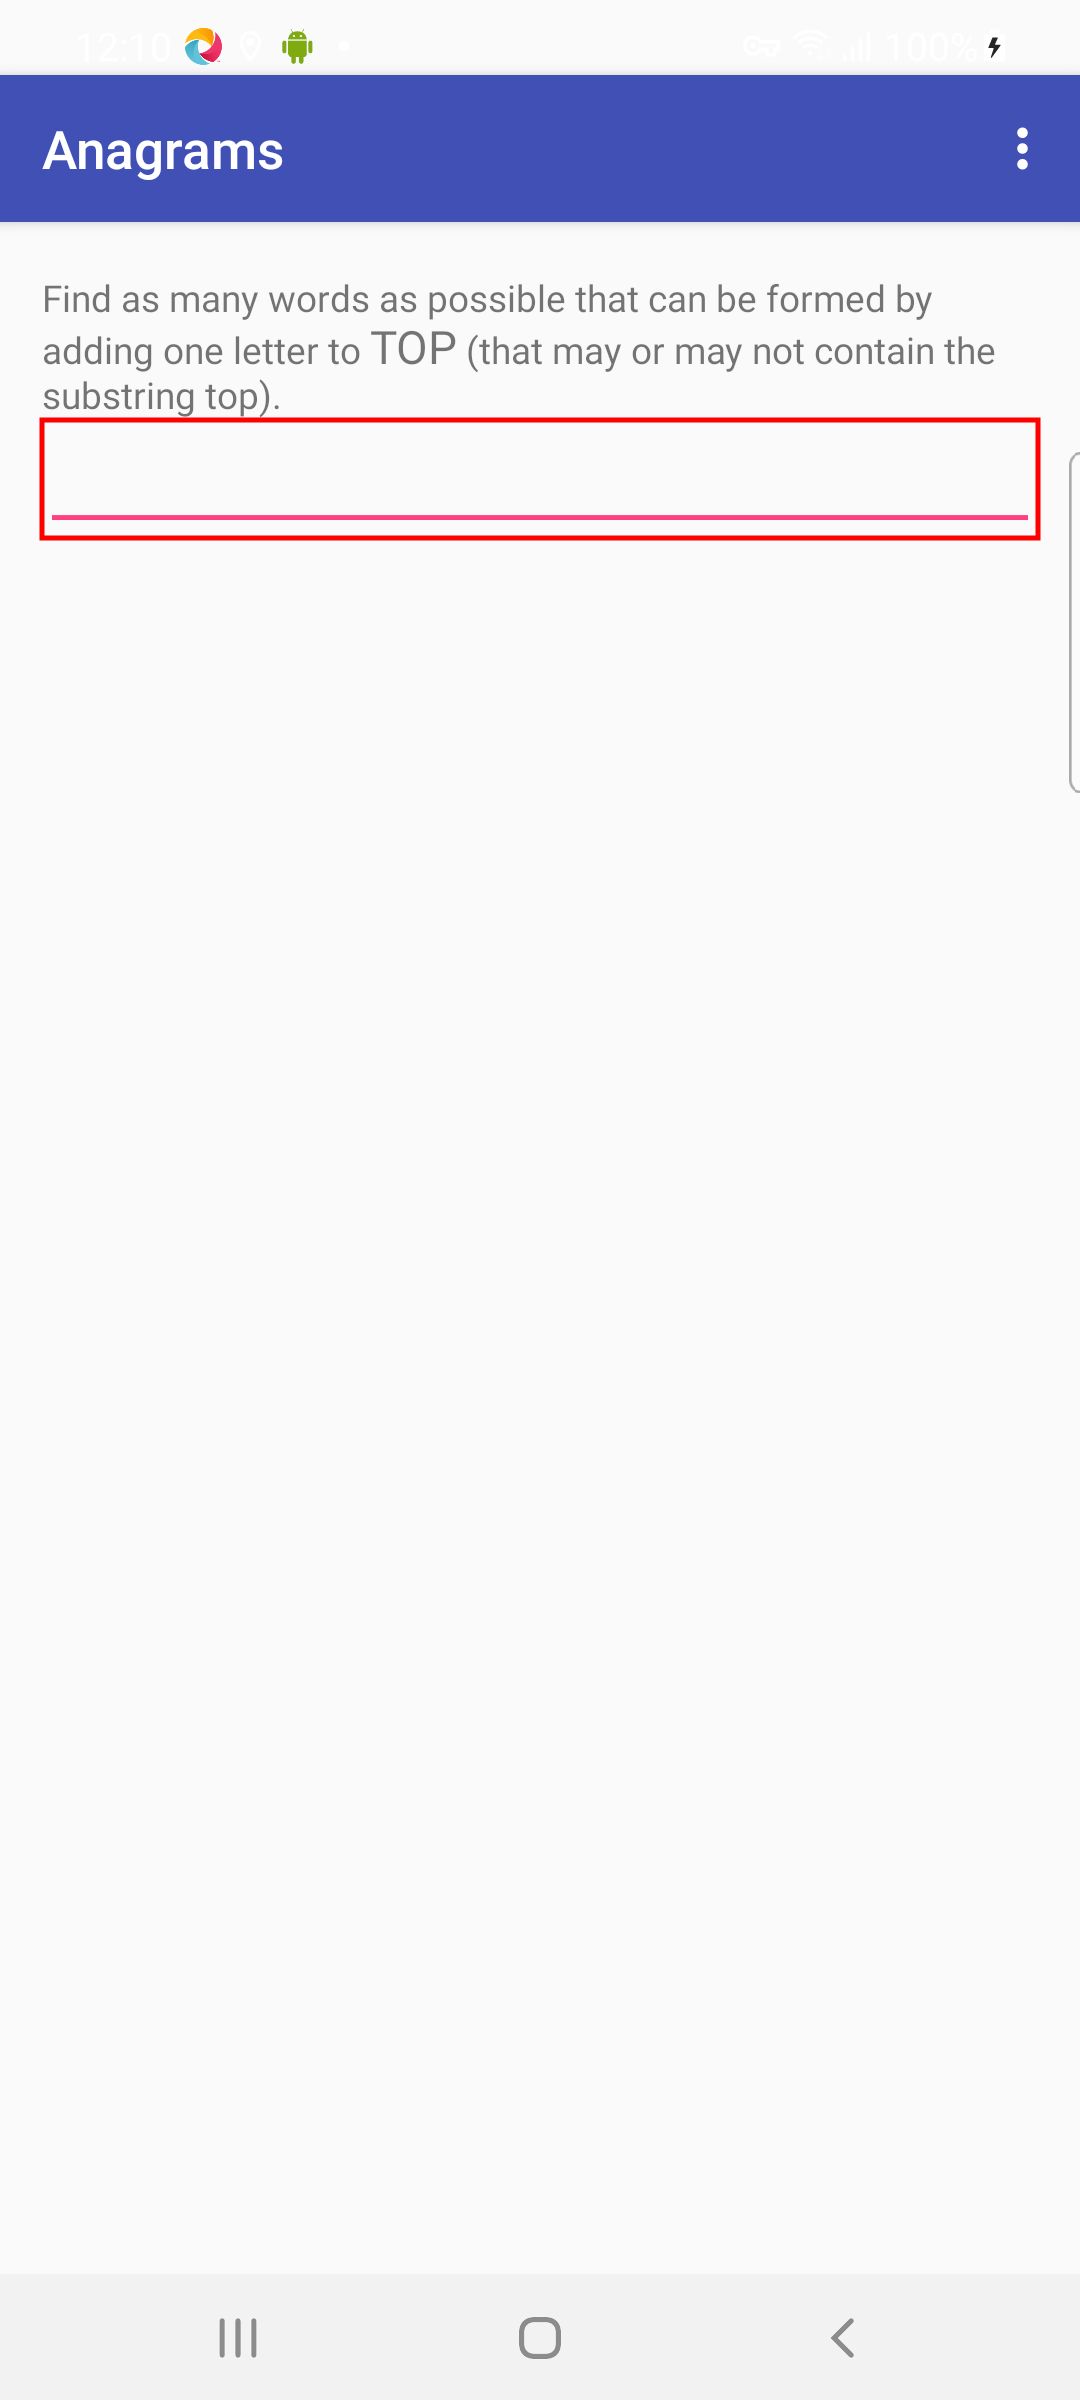 12:10 100%
Anagrams
Find as many words as possible that can be formed by
adding one letter to TOP (that may or may not contain the
substring top).